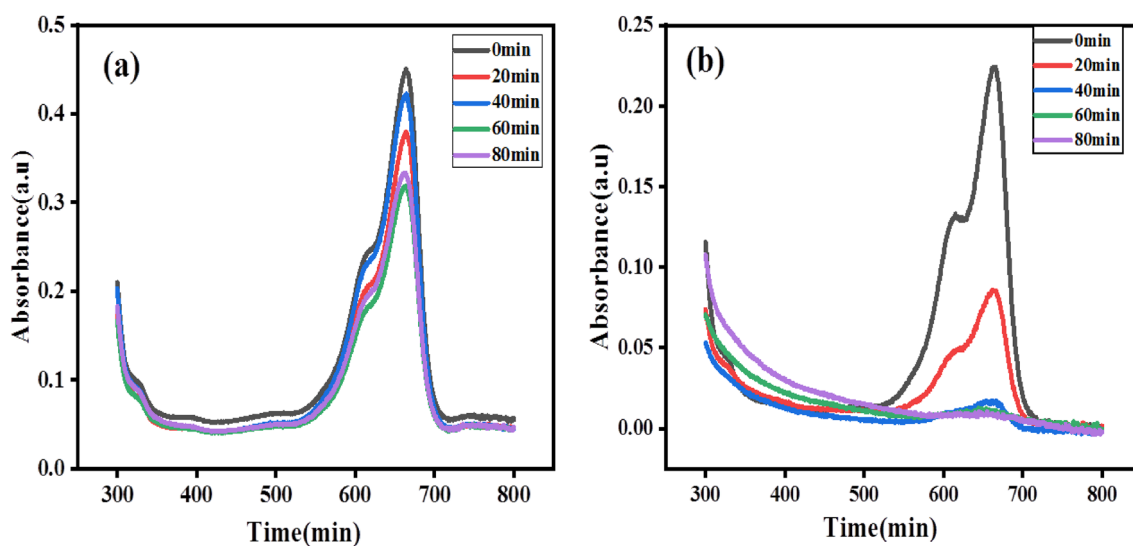 (a)
0min
20min
40min
60min
80min
0.5
0.4
0.3
0.2
0.1
0.0
Absorbance(a.u)
300 400 500 600 700 800
Time(min)
(b)
0min
20min
40min
60min
80min
0.25
0.20
0.15
0.10
0.05
0.00
Absorbance(a.u)
300 400 500 600 700 800
Time(min)